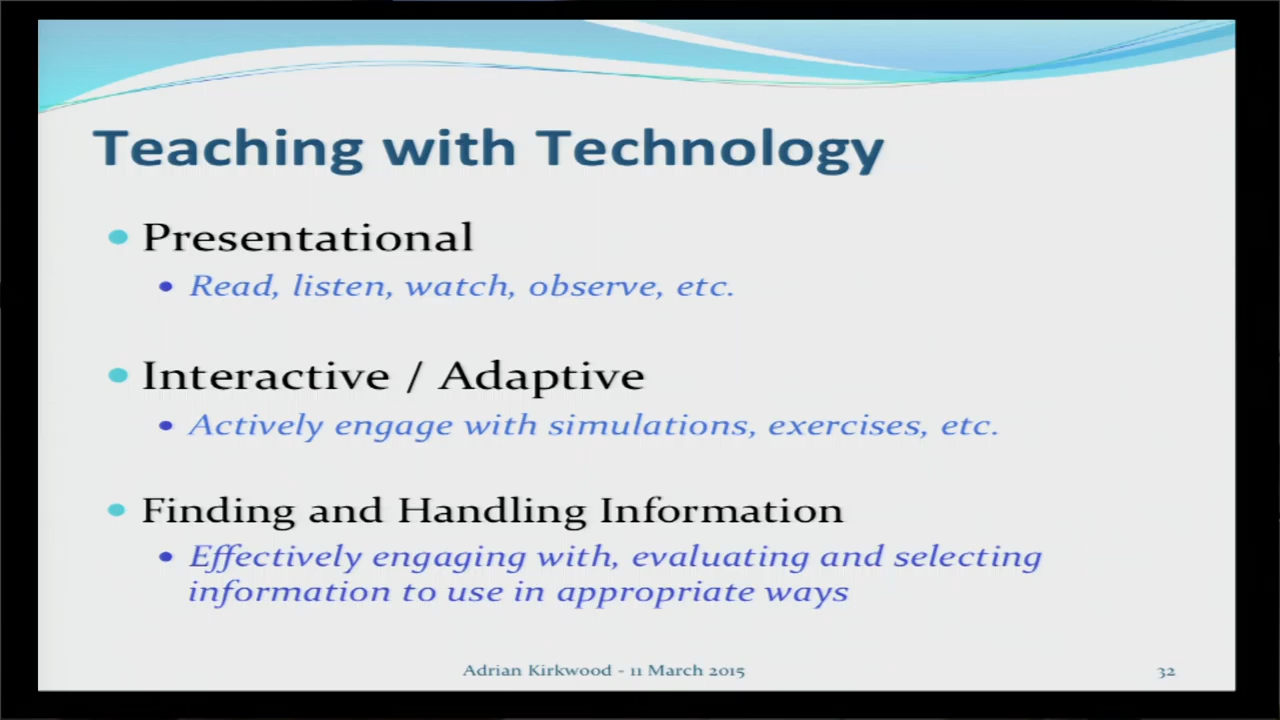 Teaching with Technology
• Presentational
• Read, listen, watch, observe, etc.
• Interactive / Adaptive
• Actively engage with simulations, exercises, etc.
• Finding and Handling Information
• Effectively engaging with, evaluating and selecting
information to use in appropriate ways
Adrian Kirkwood - 11 March 2015
32